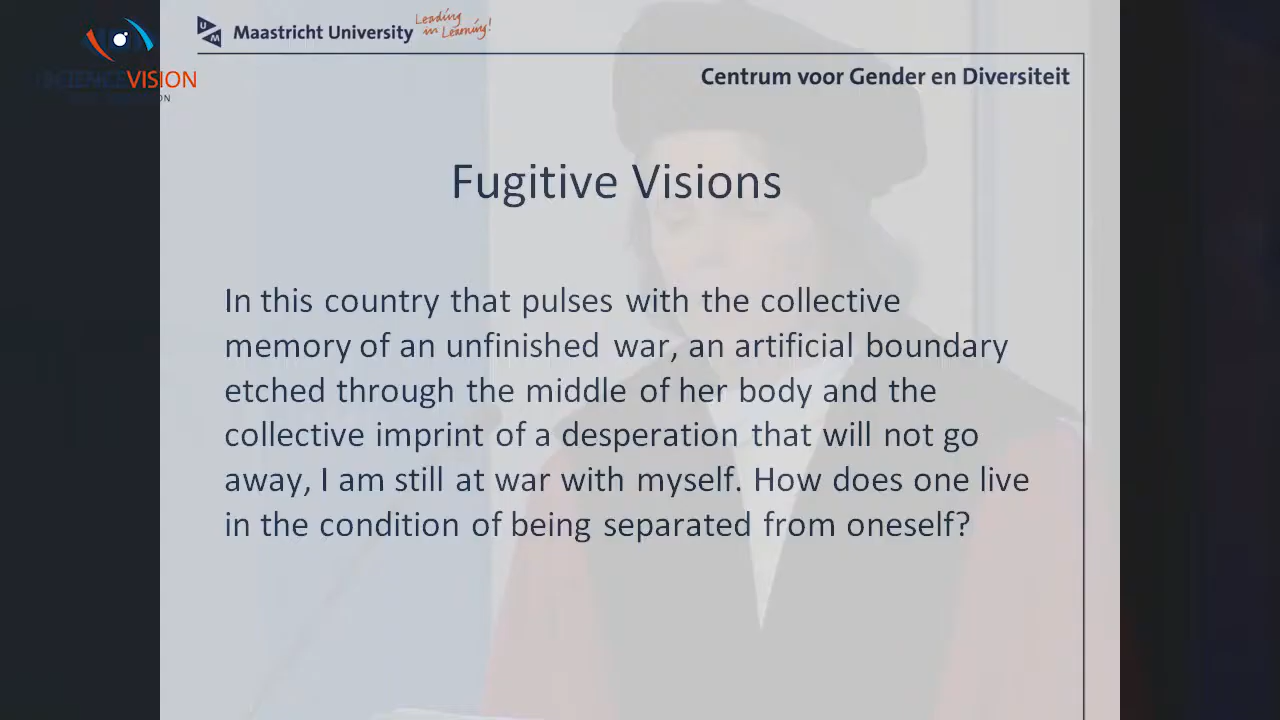 Maastricht University
Leading
in Learning!
SCIENCEVISION
Centrum voor Gender en Diversiteit
Fugitive Visions
In this country that pulses with the collective
memory of an unfinished war, an artificial boundary
etched through the middle of her body and the
collective imprint of a desperation that will not go
away, I am still at war with myself. How does one live
in the condition of being separated from oneself?